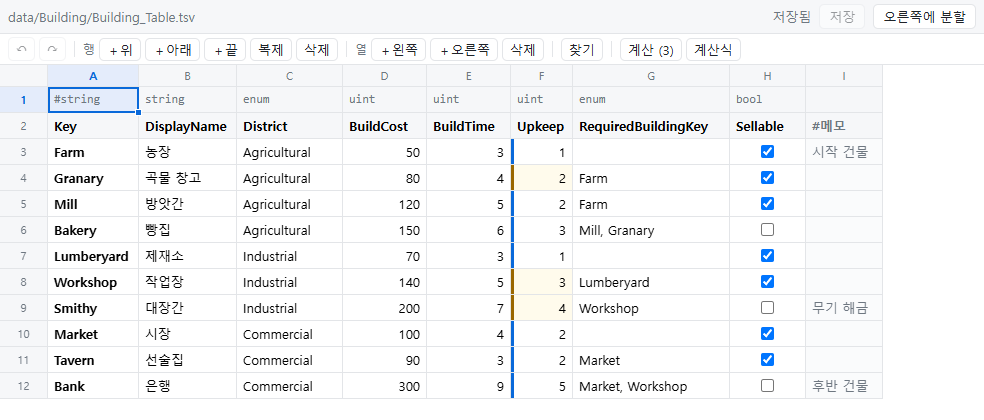 data/Building/Building_Table.tsv 저장됨 저장 오른쪽에 분할
↶ ↷ 행 + 위 + 아래 + 끝 복제 삭제 열 + 왼쪽 + 오른쪽 삭제 찾기 계산 (3) 계산식
A B C D E F G H I
1 #string string enum uint uint uint enum bool
2 Key DisplayName District BuildCost BuildTime Upkeep RequiredBuildingKey Sellable #메모
3 Farm 농장 Agricultural 50 3 1 시작 건물
4 Granary 곡물 창고 Agricultural 80 4 2 Farm
5 Mill 방앗간 Agricultural 120 5 2 Farm
6 Bakery 빵집 Agricultural 150 6 3 Mill, Granary
7 Lumberyard 제재소 Industrial 70 3 1
8 Workshop 작업장 Industrial 140 5 3 Lumberyard
9 Smithy 대장간 Industrial 200 7 4 Workshop 무기 해금
10 Market 시장 Commercial 100 4 2
11 Tavern 선술집 Commercial 90 3 2 Market
12 Bank 은행 Commercial 300 9 5 Market, Workshop 후반 건물